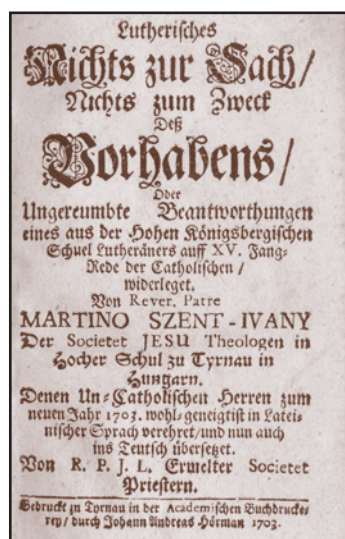 Lutherisches
Nichts zur Sach/
Nichts zum Zweck
Deß
Vorhabens/
Oder
Ungereumbte Beantworthungen
eines aus der Hohen Königsbergischen
Schuel Lutheräners auff XV. Fang-
Rede der Catholischen/
widerleget.
Von Rever. Patre
MARTINO SZENT-IVANY
Der Societet JESU Theologen in
Hocher Schul zu Tyrnau in
Hungarn.
Denen Un-Catholischen Herren zum
neuen Jahr 1703. wohl-geneigtist in Latei-
nischer Sprach verehret/und nun auch
ins Teutsch übersetzet.
Von R. P. J. L. Ermelter Societet
Priestern.
Gedruckt zu Tyrnau in der Academischen Buchdrucke-
rey/durch Johann Andreas Hörman 1703.